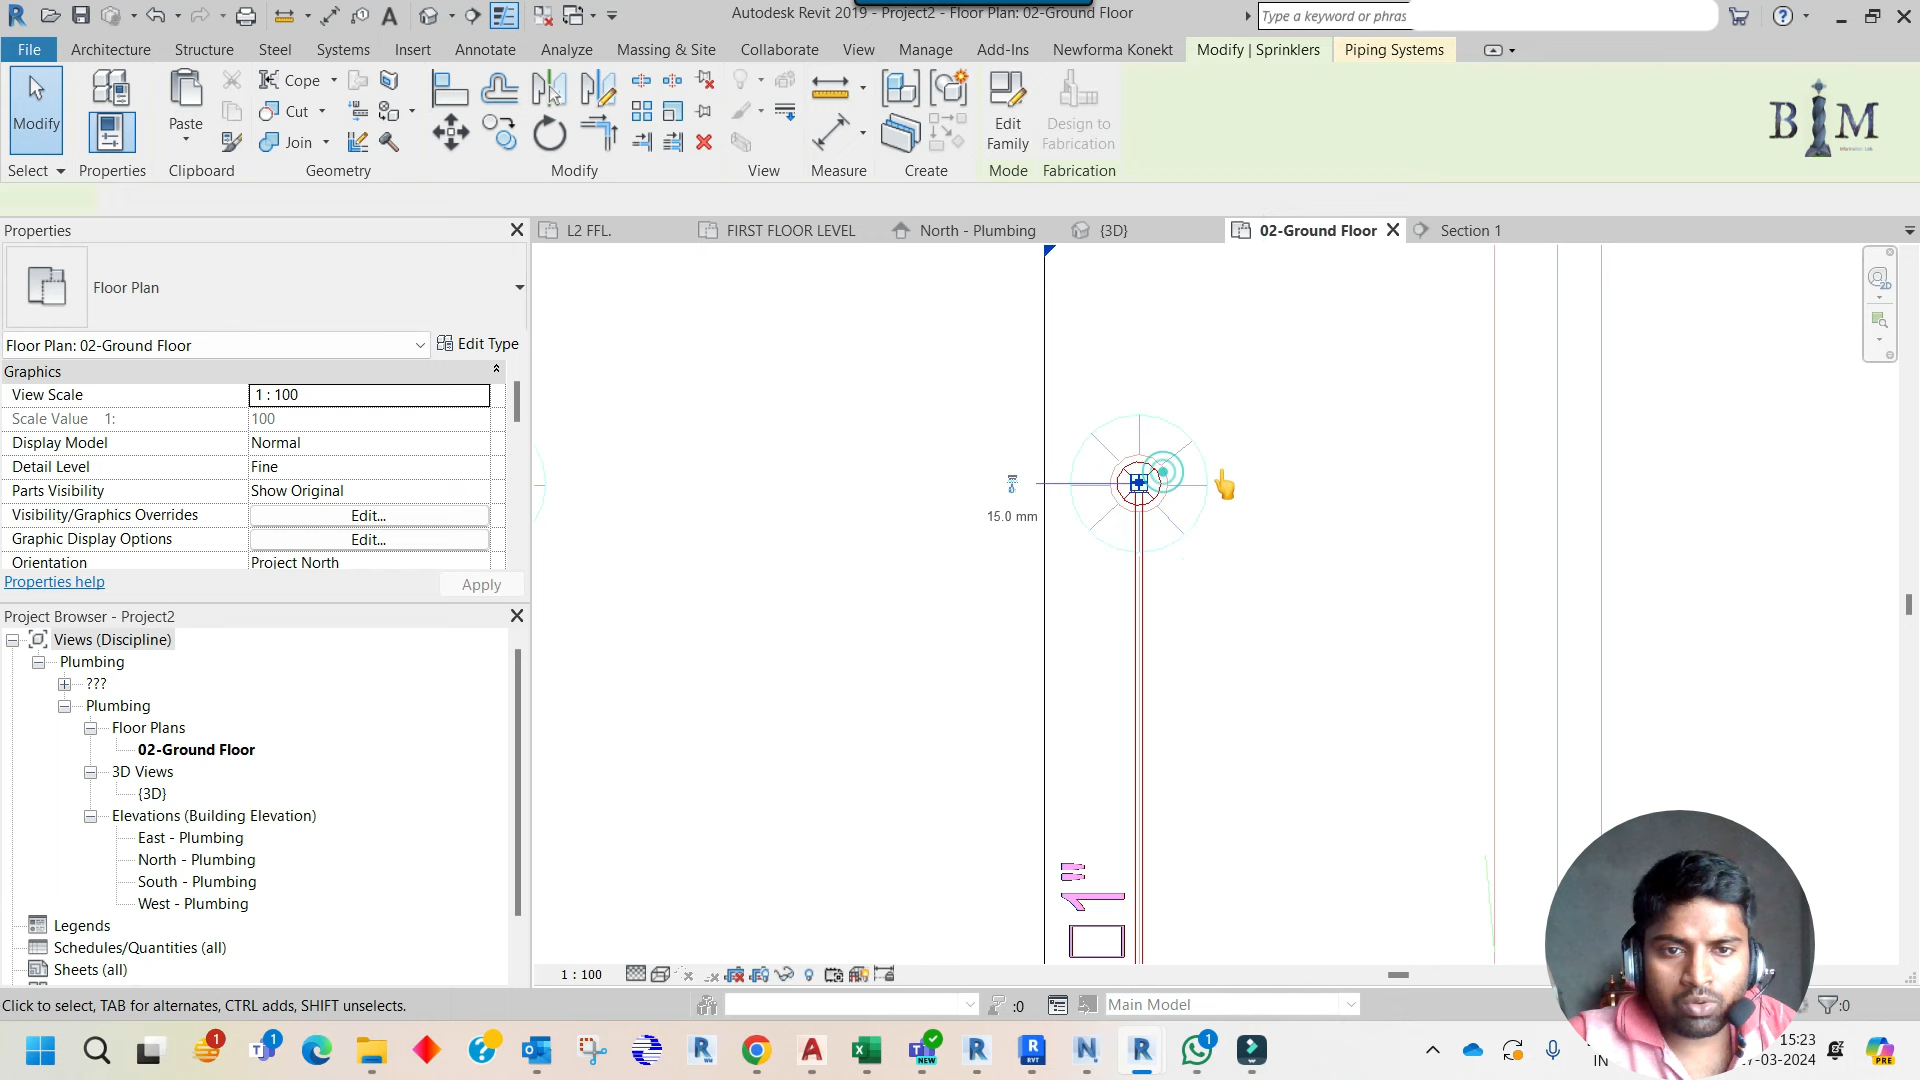 Autodesk Revit 2019 - Project2 - Floor Plan: 02-Ground Floor
Type a keyword or phras
File Architecture Structure Steel Systems Insert Annotate Analyze Massing & Site Collaborate View Manage Add-Ins Newforma Konekt Modify | Sprinklers Piping Systems
Modify
Paste
Cope
Cut
Join
Edit Family
Design to Fabrication
BIM
Select Properties Clipboard Geometry Modify View Measure Create Mode Fabrication
Properties
L2 FFL. FIRST FLOOR LEVEL North - Plumbing {3D} 02-Ground Floor Section 1
Floor Plan
Floor Plan: 02-Ground Floor Edit Type
Graphics
View Scale 1 : 100
Scale Value 1: 100
Display Model Normal
Detail Level Fine
Parts Visibility Show Original
Visibility/Graphics Overrides Edit...
Graphic Display Options Edit...
Orientation Project North
Properties help Apply
2D
15.0 mm
1"
Project Browser - Project2
Views (Discipline)
Plumbing
???
Plumbing
Floor Plans
02-Ground Floor
3D Views
{3D}
Elevations (Building Elevation)
East - Plumbing
North - Plumbing
South - Plumbing
West - Plumbing
Legends
Schedules/Quantities (all)
Sheets (all)
1 : 100
Click to select, TAB for alternates, CTRL adds, SHIFT unselects.
:0
Main Model
:0
15:23
IN
-03-2024